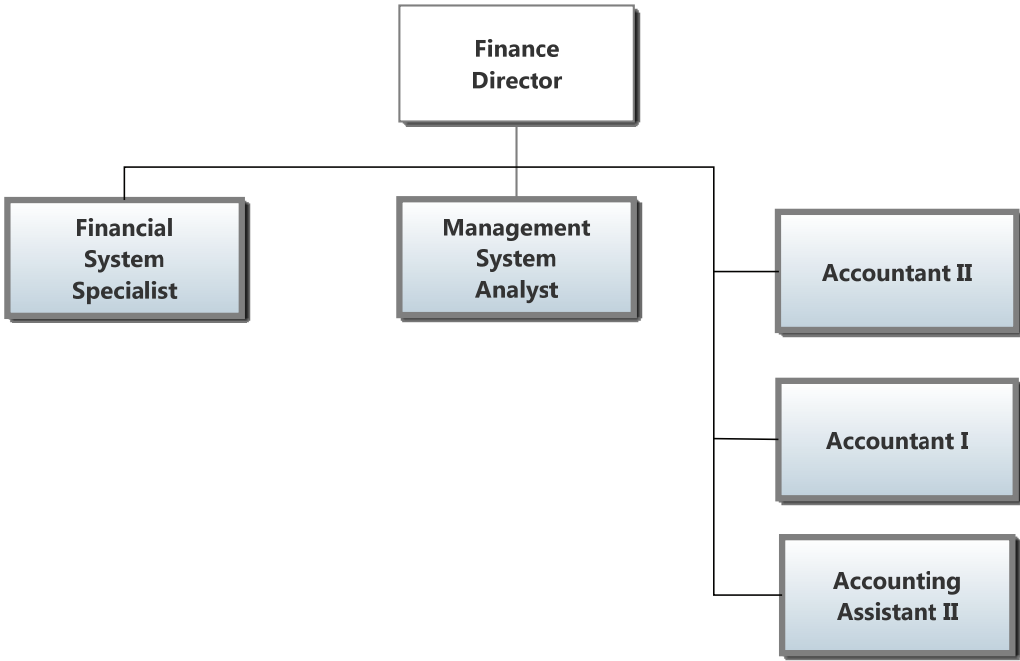 Finance
Director
Financial
System
Specialist
Management
System
Analyst
Accountant II
Accountant I
Accounting
Assistant II